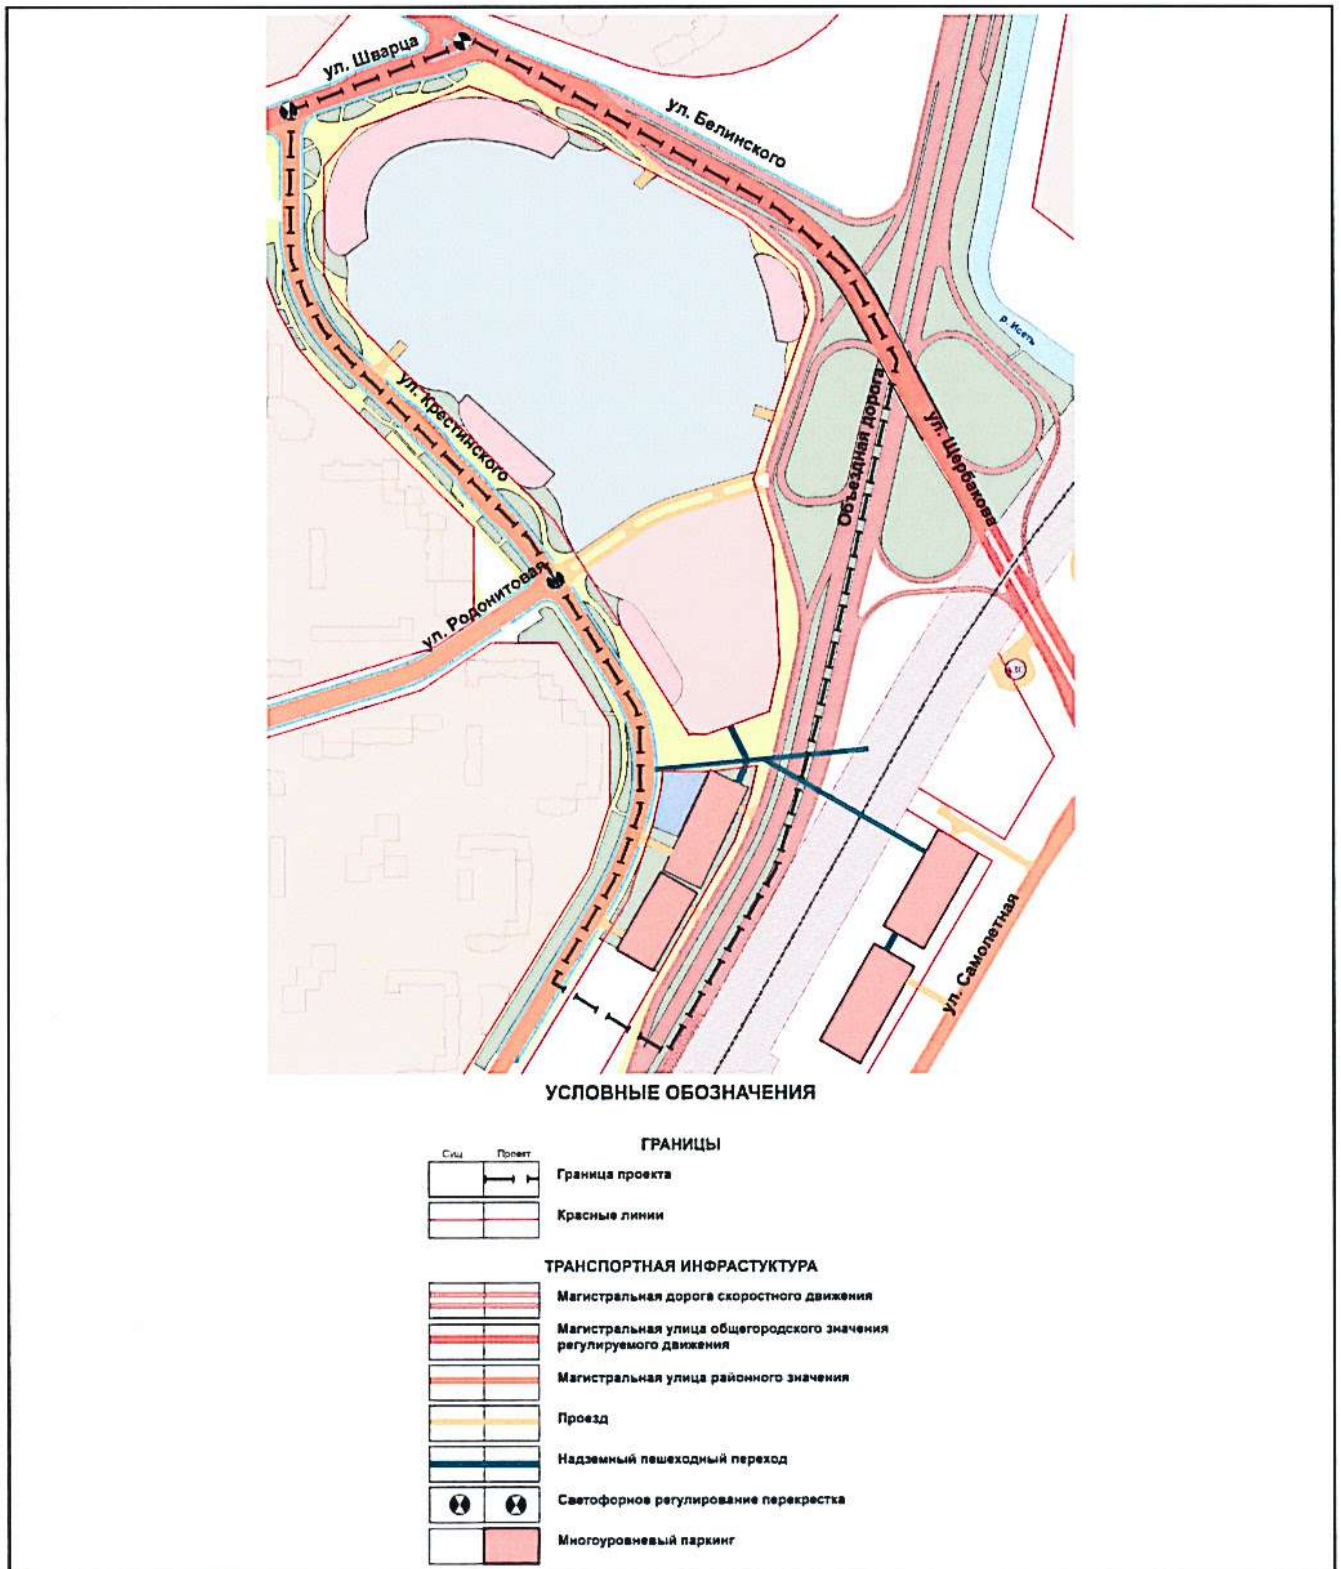 ул. Шварца
ул. Белинского
р. Исеть
ул. Крестинского
Объездная дорога
ул. Щербакова
ул. Родонитовая
ул. Самолетная
УСЛОВНЫЕ ОБОЗНАЧЕНИЯ
ГРАНИЦЫ
Сущ Проект
Граница проекта
Красные линии
ТРАНСПОРТНАЯ ИНФРАСТУКТУРА
Магистральная дорога скоростного движения
Магистральная улица общегородского значения
регулируемого движения
Магистральная улица районного значения
Проезд
Надземный пешеходный переход
Светофорное регулирование перекрестка
Многоуровневый паркинг